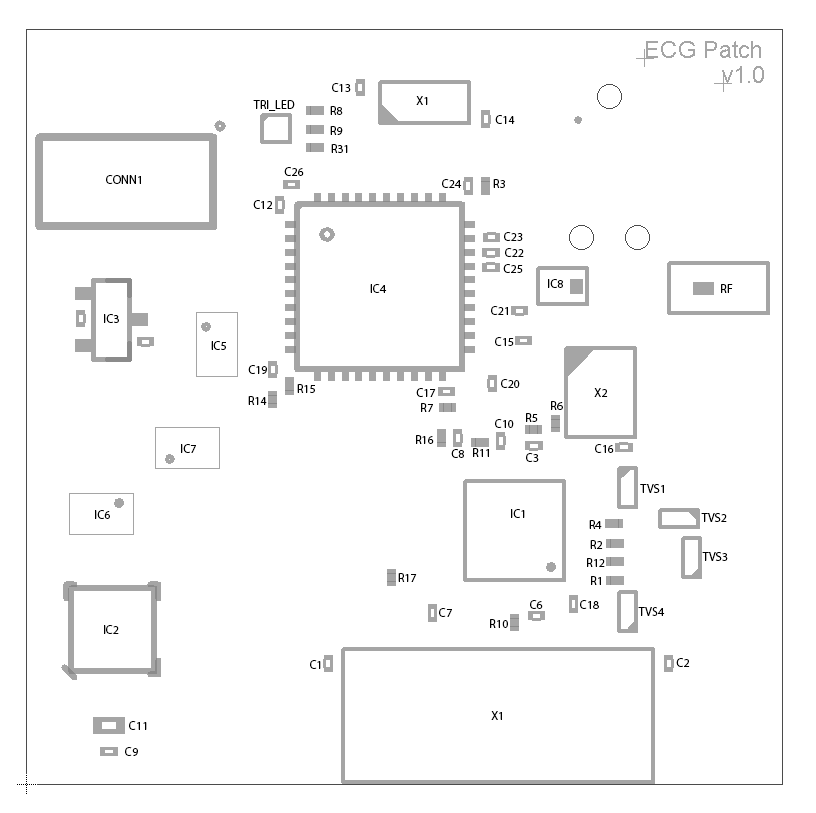 ECG Patch
v1.0
C13
X1
TRI_LED
R8
C14
R9
R31
CONN1
C26
C24
R3
C12
C23
C22
C25
IC4
IC8
RF
C21
IC3
IC5
C15
C19
R15
C20
R14
C17
X2
R7
R6
R5
C10
R16
C8
R11
C3
C16
IC7
TVS1
IC6
IC1
TVS2
R4
R2
TVS3
R12
R17
R1
C7
C6
C18
TVS4
R10
IC2
C1
C2
X1
C11
C9